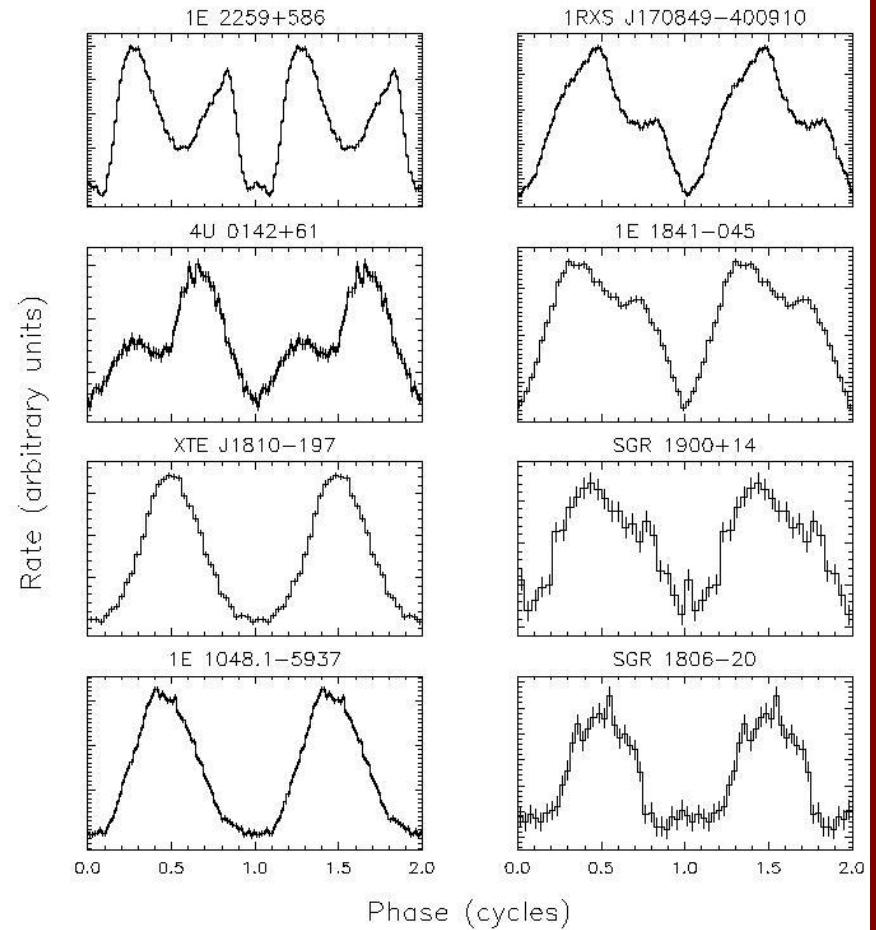 1E 2259+586
1RXS J170849−400910
4U 0142+61
1E 1841−045
XTE J1810−197
SGR 1900+14
1E 1048.1−5937
SGR 1806−20
Rate (arbitrary units)
0.0 0.5 1.0 1.5 2.0
0.0 0.5 1.0 1.5 2.0
Phase (cycles)